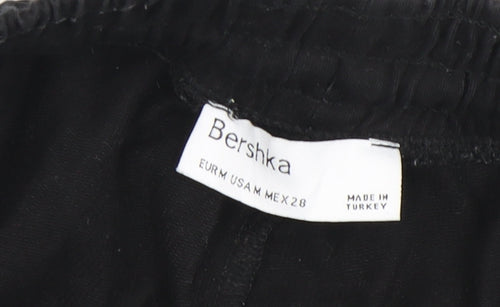 Bershka
EUR M USA M MEX 28
MADE IN
TURKEY